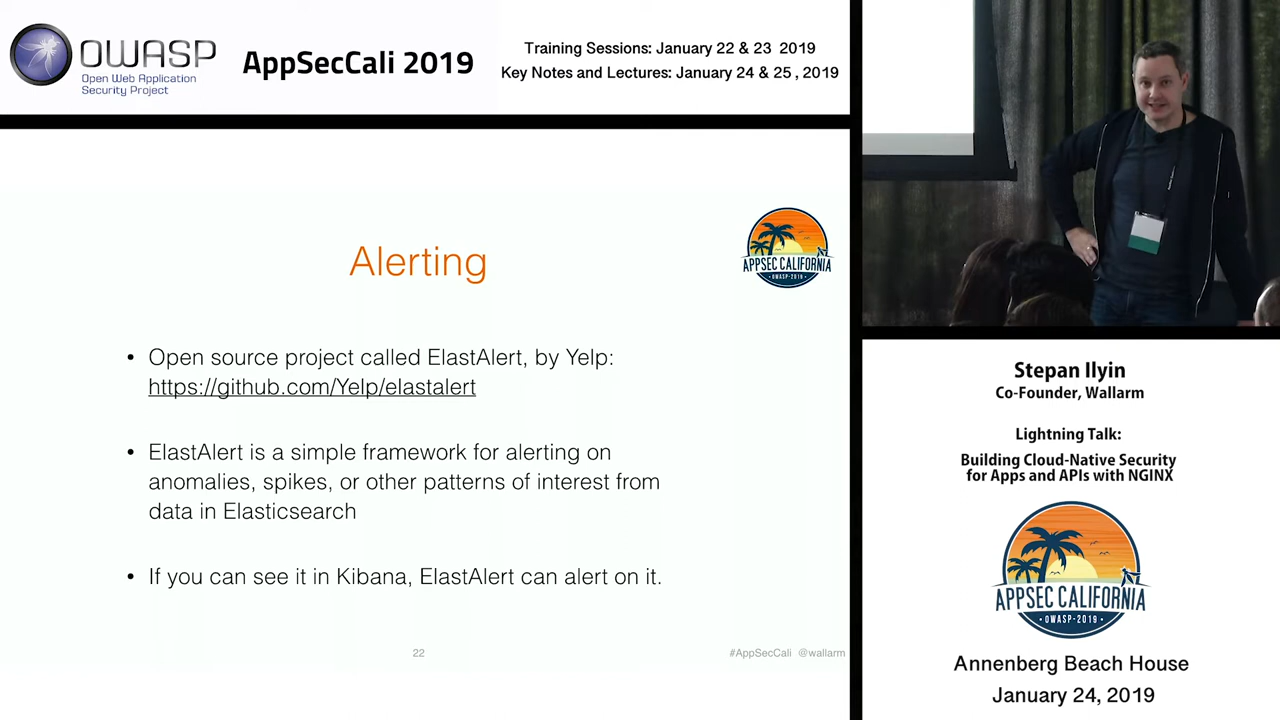 OWASP
Open Web Application
Security Project
AppSecCali 2019
Training Sessions: January 22 & 23 2019
Key Notes and Lectures: January 24 & 25, 2019
Alerting
APPSEC CALIFORNIA
OWASP-2019
• Open source project called ElastAlert, by Yelp:
https://github.com/Yelp/elastalert
• ElastAlert is a simple framework for alerting on
anomalies, spikes, or other patterns of interest from
data in Elasticsearch
• If you can see it in Kibana, ElastAlert can alert on it.
22
#AppSecCali @wallarm
Stepan Ilyin
Co-Founder, Wallarm
Lightning Talk:
Building Cloud-Native Security
for Apps and APIs with NGINX
APPSEC CALIFORNIA
• OWASP-2019 •
Annenberg Beach House
January 24, 2019